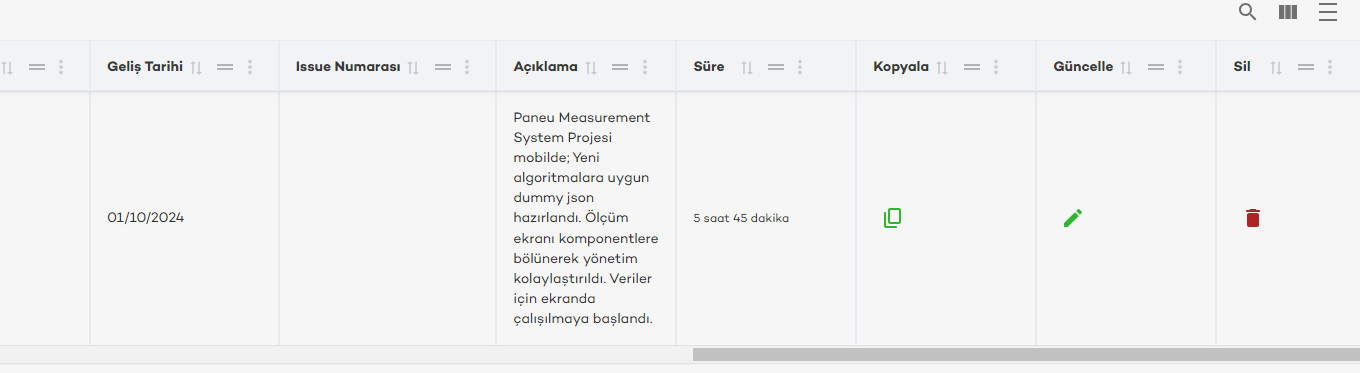 Geliş Tarihi
Issue Numarası
Açıklama
Süre
Kopyala
Güncelle
Sil
01/10/2024
Paneu Measurement
System Projesi
mobilde; Yeni
algoritmalara uygun
dummy json
hazırlandı. Ölçüm
ekranı komponentlere
bölünerek yönetim
kolaylaştırıldı. Veriler
için ekranda
çalışılmaya başlandı.
5 saat 45 dakika